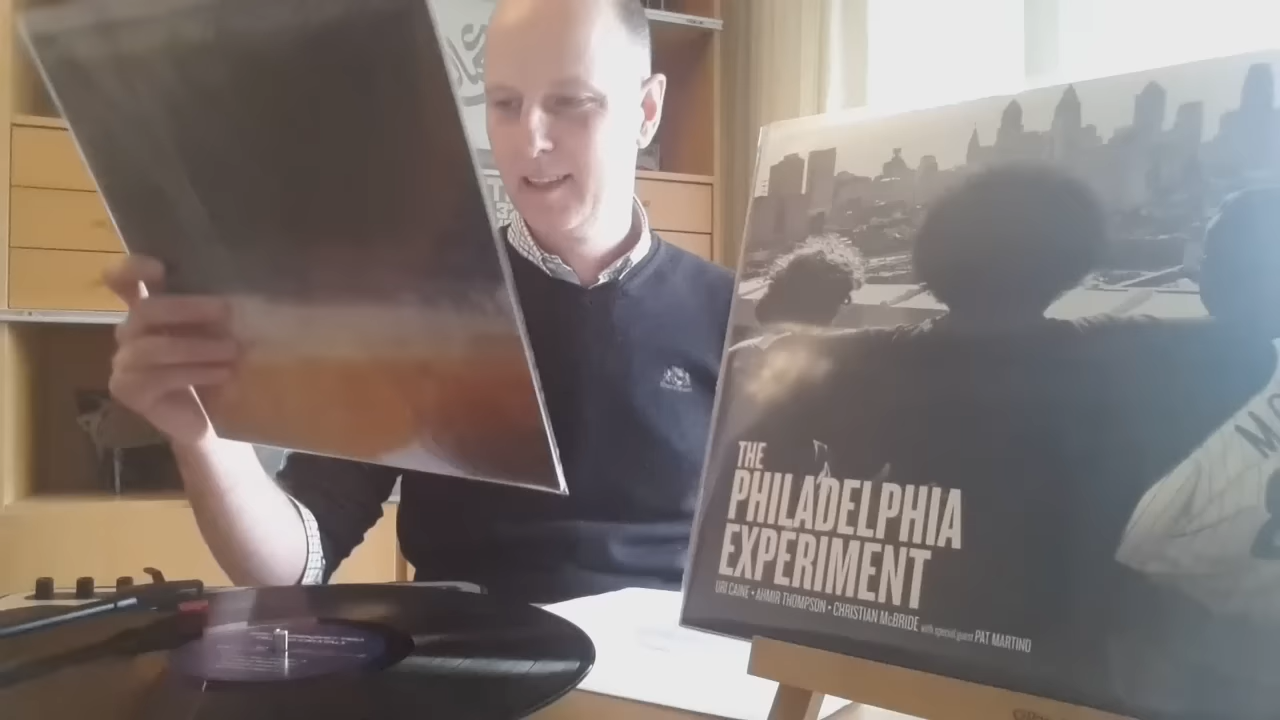 THE
PHILADELPHIA
EXPERIMENT
URI CAINE • AHMIR THOMPSON • CHRISTIAN McBRIDE with special guest PAT MARTINO